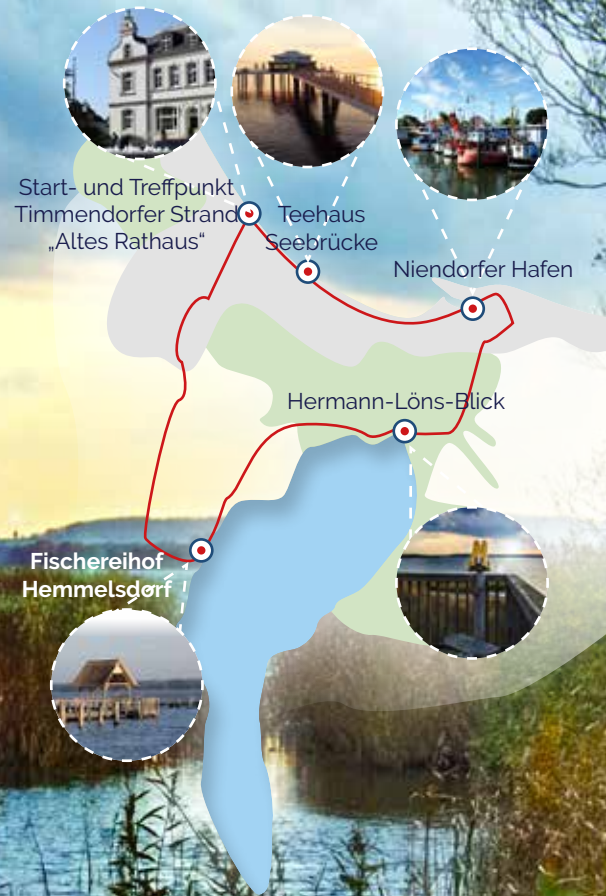 Start- und Treffpunkt
Timmendorfer Strand
„Altes Rathaus“
Teehaus
Seebrücke
Niendorfer Hafen
Hermann-Löns-Blick
Fischereihof
Hemmelsdorf